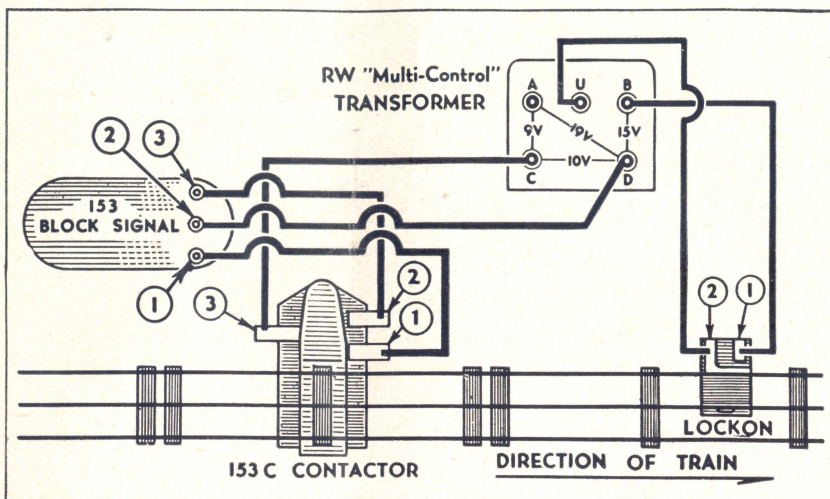 RW "Multi-Control"
TRANSFORMER
A U B
9V 19V 15V
C 10V D
2 3
153
BLOCK SIGNAL
1
3 2
1
2 1
LOCKON
153C CONTACTOR
DIRECTION OF TRAIN